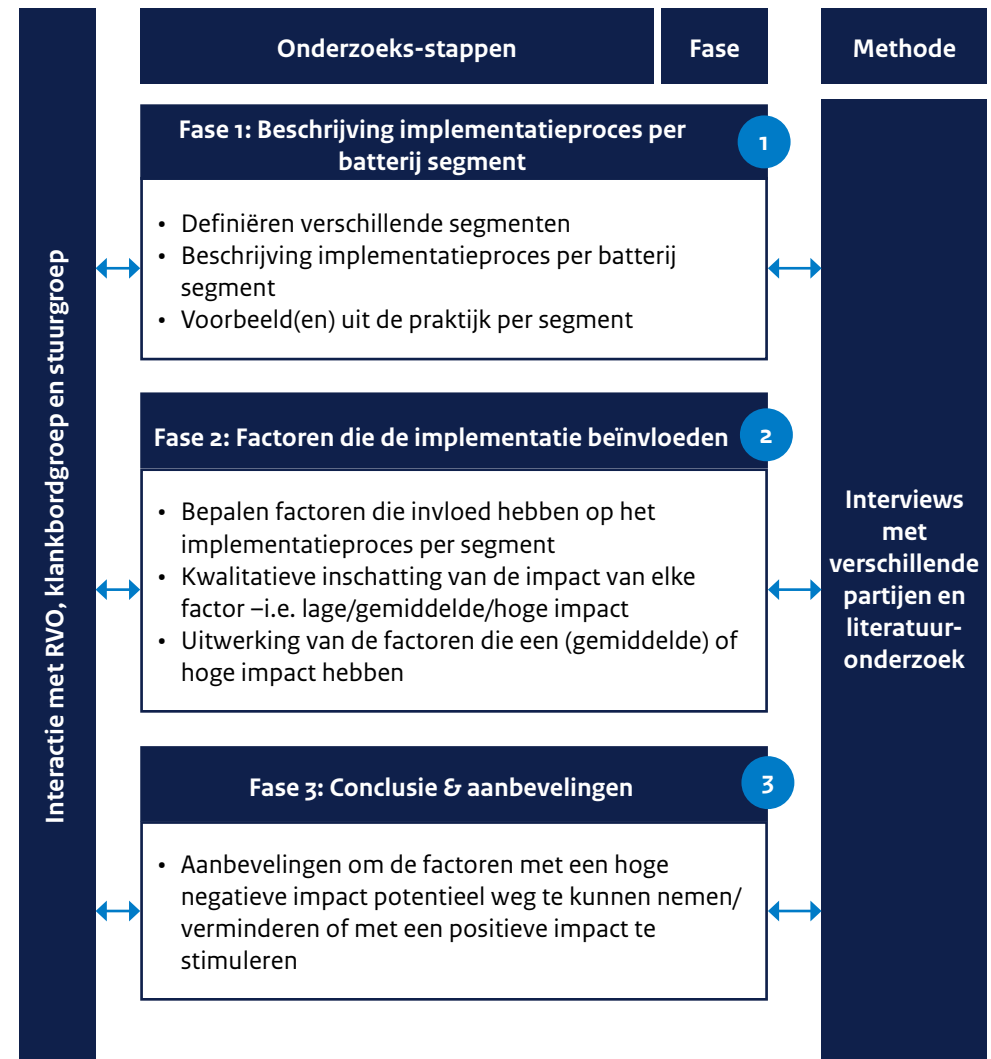 Onderzoeks-stappen
Fase
Methode
Interactie met RVO, klankbordgroep en stuurgroep
Fase 1: Beschrijving implementatieproces per
batterij segment
1
• Definiëren verschillende segmenten
• Beschrijving implementatieproces per batterij
segment
• Voorbeeld(en) uit de praktijk per segment
Fase 2: Factoren die de implementatie beïnvloeden
2
• Bepalen factoren die invloed hebben op het
implementatieproces per segment
• Kwalitatieve inschatting van de impact van elke
factor –i.e. lage/gemiddelde/hoge impact
• Uitwerking van de factoren die een (gemiddelde) of
hoge impact hebben
Fase 3: Conclusie & aanbevelingen
3
• Aanbevelingen om de factoren met een hoge
negatieve impact potentieel weg te kunnen nemen/
verminderen of met een positieve impact te
stimuleren
Interviews
met
verschillende
partijen en
literatuur-
onderzoek